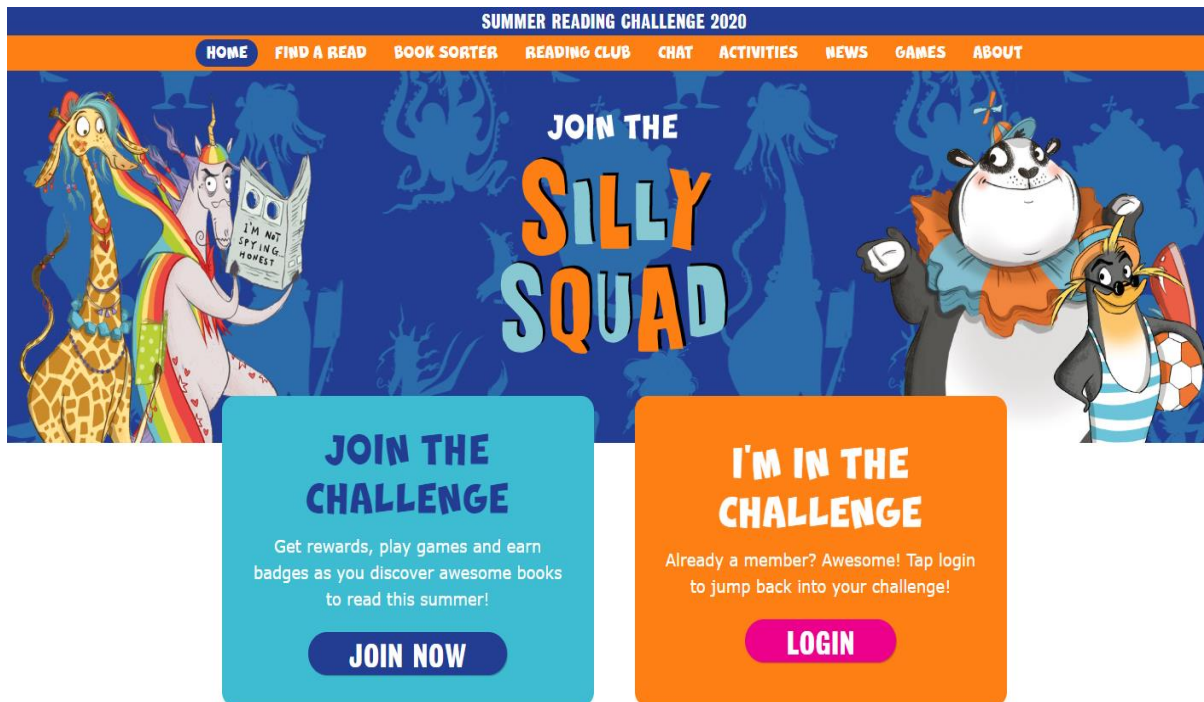 SUMMER READING CHALLENGE 2020
HOME FIND A READ BOOK SORTER READING CLUB CHAT ACTIVITIES NEWS GAMES ABOUT
JOIN THE
SILLY
SQUAD
I'M NOT
SPYING
HONEST
JOIN THE
CHALLENGE
Get rewards, play games and earn
badges as you discover awesome books
to read this summer!
JOIN NOW
I'M IN THE
CHALLENGE
Already a member? Awesome! Tap login
to jump back into your challenge!
LOGIN